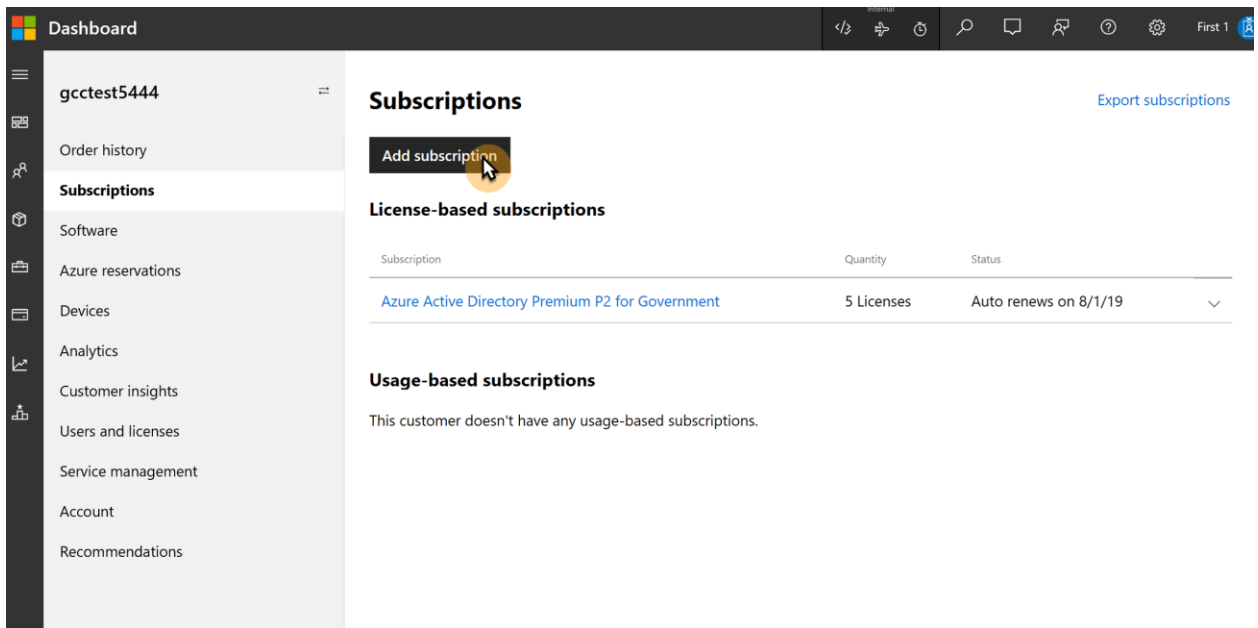 Internal
Dashboard
First 1
gcctest5444
Order history
Subscriptions
Software
Azure reservations
Devices
Analytics
Customer insights
Users and licenses
Service management
Account
Recommendations
Subscriptions
Export subscriptions
Add subscription
License-based subscriptions
Subscription Quantity Status
Azure Active Directory Premium P2 for Government 5 Licenses Auto renews on 8/1/19
Usage-based subscriptions
This customer doesn't have any usage-based subscriptions.